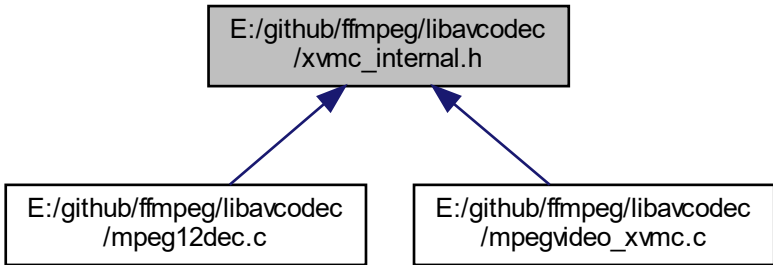 E:/github/ffmpeg/libavcodec
/xvmc_internal.h
E:/github/ffmpeg/libavcodec
/mpeg12dec.c
E:/github/ffmpeg/libavcodec
/mpegvideo_xvmc.c